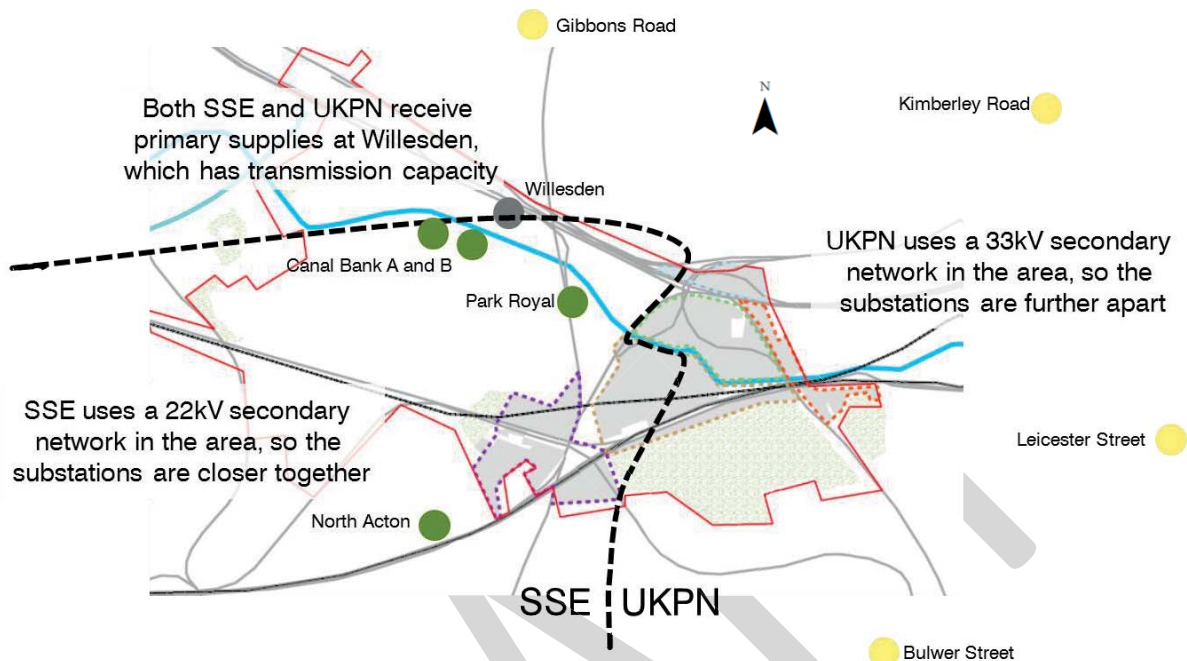 Gibbons Road
Both SSE and UKPN receive
primary supplies at Willesden,
which has transmission capacity
N
Kimberley Road
Willesden
Canal Bank A and B
Park Royal
UKPN uses a 33kV secondary
network in the area, so the
substations are further apart
SSE uses a 22kV secondary
network in the area, so the
substations are closer together
Leicester Street
North Acton
SSE
UKPN
Bulwer Street